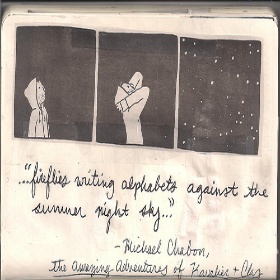 "...fireflies writing alphabets against the
summer night sky..."
- Michael Chabon,
the amazing Adventures of Kavalier + Clay